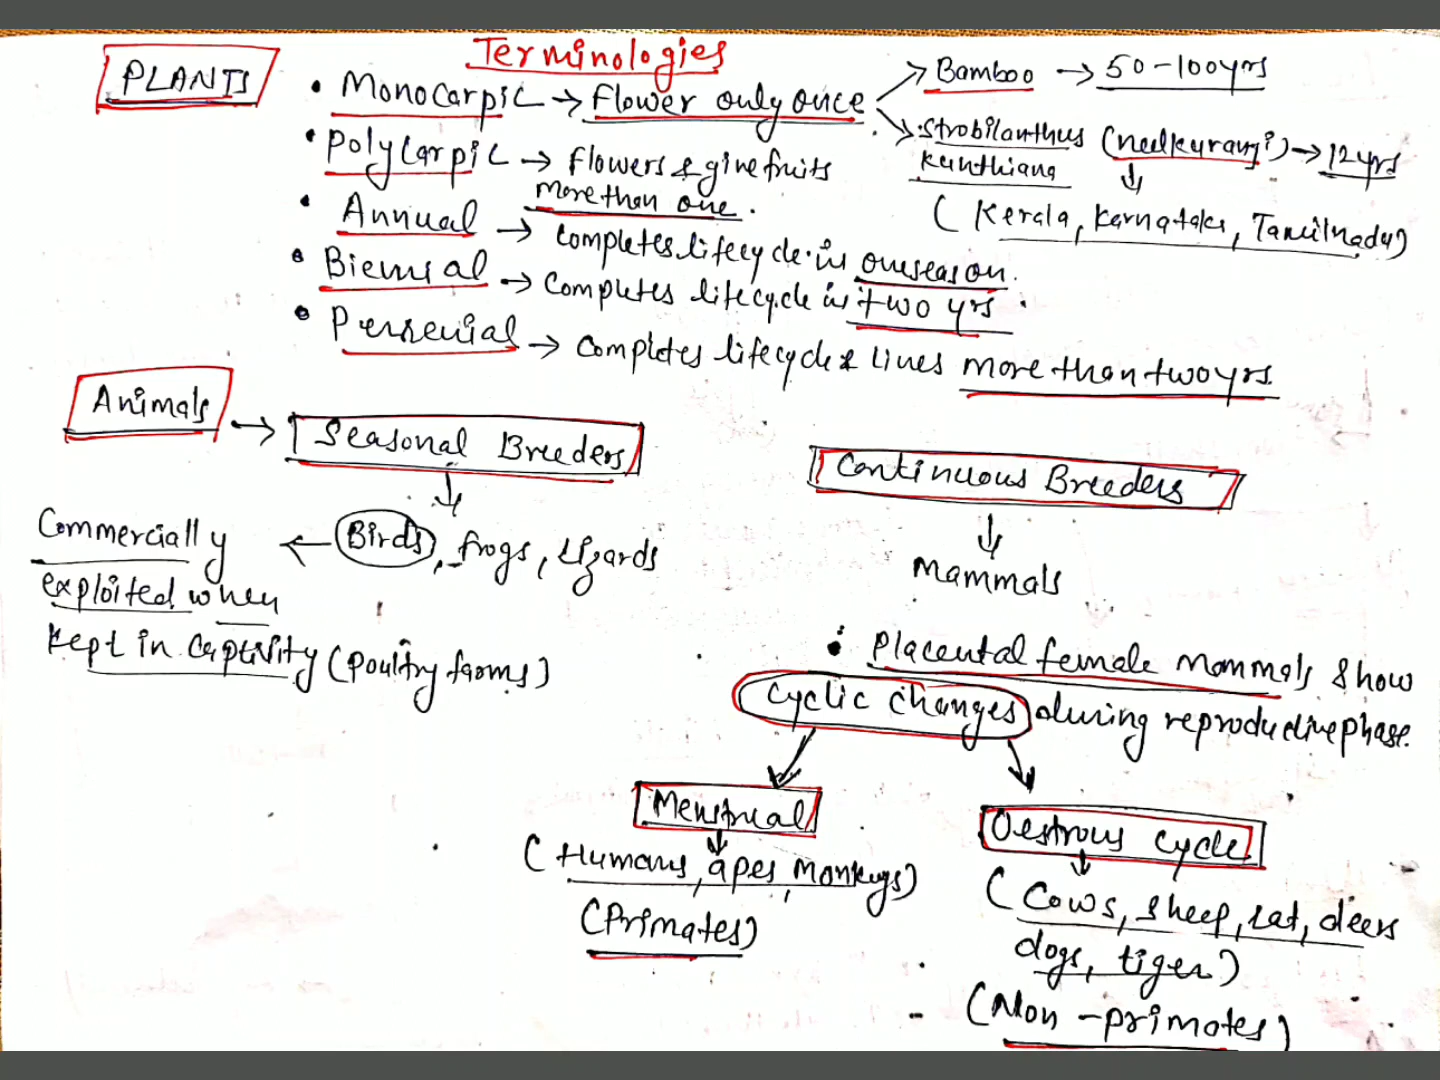 PLANTS
Terminologies
• Monocarpic → Flower only once
→ Bamboo → 50-100yrs
→ Strobilanthus (neelkurangi) → 12yrs
kunthiana
(Kerala, Karnataka, Tamilnadu)
• Polycarpic → flowers & give fruits
more than one.
• Annual → completes lifecycle in one season.
• Biennial → completes lifecycle in two yrs.
• Perrenial → completes lifecycle & lives more than two yrs.
Animals → Seasonal Breeders
Continuous Breeders
Birds, frogs, lizards
Mammals
← Commercially
exploited when
kept in captivity (Poultry farms)
• Placental female mammals show
cyclic changes during reproductive phase.
Menstrual
Oestrous cycle
(Humans, apes, monkeys)
(Primates)
(Cows, sheep, rat, deers
dogs, tiger)
(Non-primates)